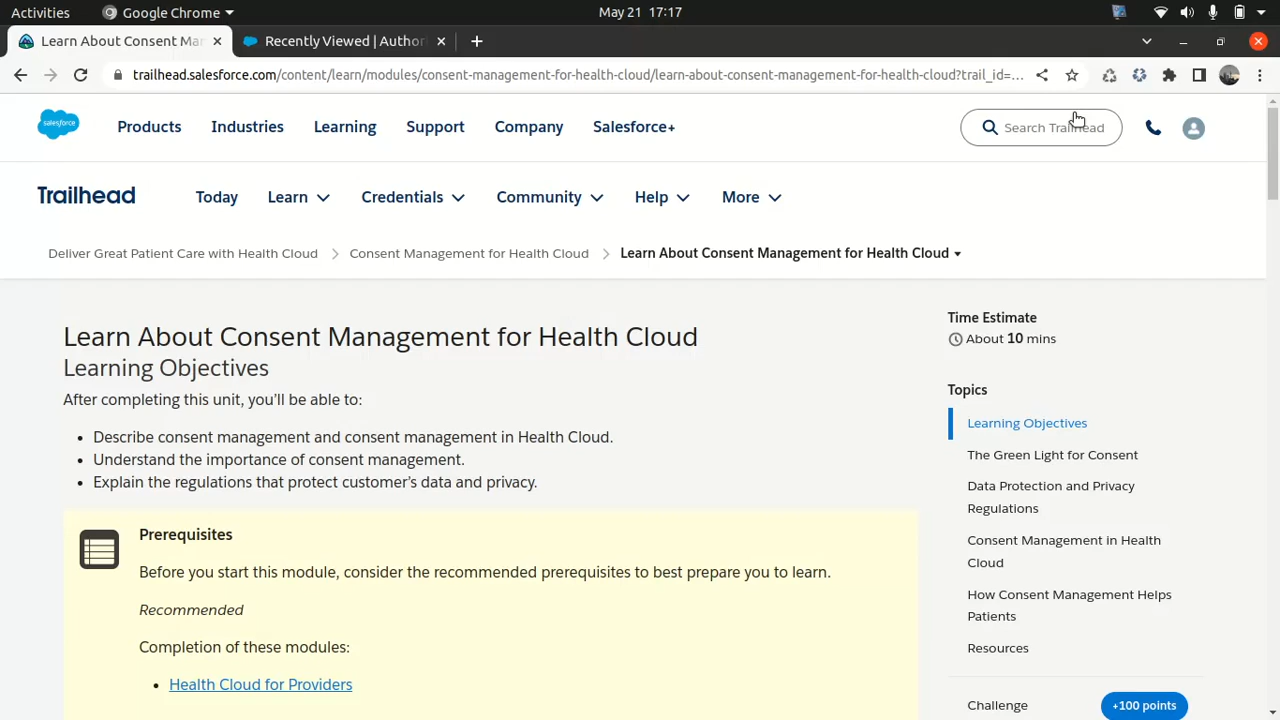 Activities
Google Chrome
May 21 17:17
Learn About Consent Mar
Recently Viewed | Author
trailhead.salesforce.com/content/learn/modules/consent-management-for-health-cloud/learn-about-consent-management-for-health-cloud?trail_id=...
salesforce
Products
Industries
Learning
Support
Company
Salesforce+
Search Trailhead
Trailhead
Today
Learn
Credentials
Community
Help
More
Deliver Great Patient Care with Health Cloud
Consent Management for Health Cloud
Learn About Consent Management for Health Cloud
Learn About Consent Management for Health Cloud
Learning Objectives
After completing this unit, you’ll be able to:
• Describe consent management and consent management in Health Cloud.
• Understand the importance of consent management.
• Explain the regulations that protect customer’s data and privacy.
Prerequisites
Before you start this module, consider the recommended prerequisites to best prepare you to learn.
Recommended
Completion of these modules:
• Health Cloud for Providers
Time Estimate
About 10 mins
Topics
Learning Objectives
The Green Light for Consent
Data Protection and Privacy
Regulations
Consent Management in Health
Cloud
How Consent Management Helps
Patients
Resources
Challenge
+100 points